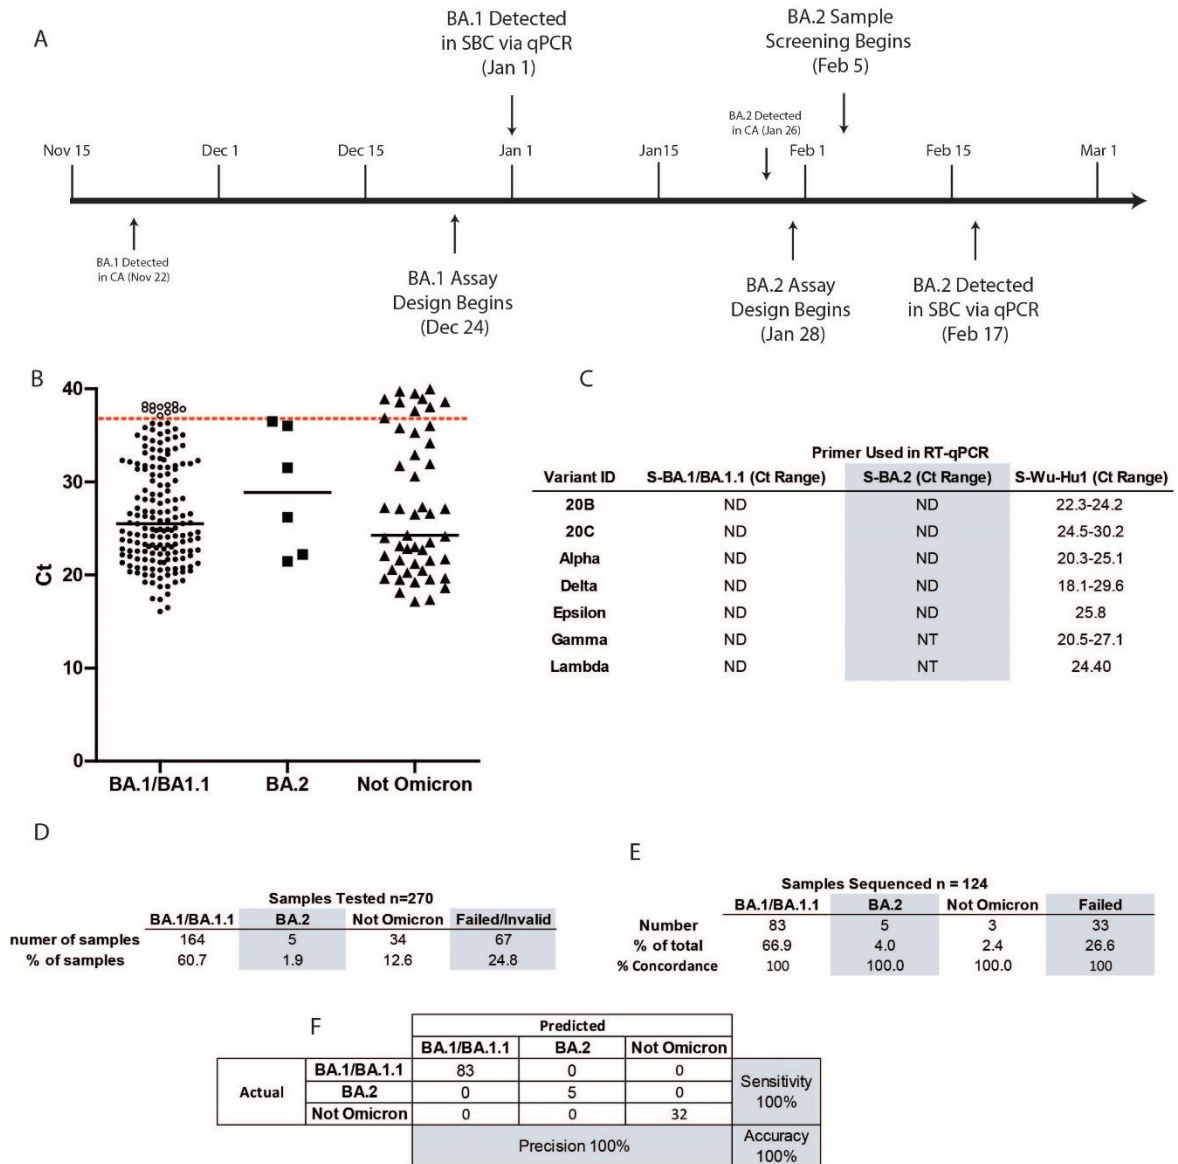 A
BA.1 Detected
in SBC via qPCR
(Jan 1)
BA.2 Sample
Screening Begins
(Feb 5)
BA.2 Detected
in CA (Jan 26)
Nov 15 Dec 1 Dec 15 Jan 1 Jan15 Feb 1 Feb 15 Mar 1
BA.1 Detected
in CA (Nov 22)
BA.1 Assay
Design Begins
(Dec 24)
BA.2 Assay
Design Begins
(Jan 28)
BA.2 Detected
in SBC via qPCR
(Feb 17)
B
40
30
20
10
0
Ct
BA.1/BA1.1 BA.2 Not Omicron
C
Primer Used in RT-qPCR
Variant ID S-BA.1/BA.1.1 (Ct Range) S-BA.2 (Ct Range) S-Wu-Hu1 (Ct Range)
20B ND ND 22.3-24.2
20C ND ND 24.5-30.2
Alpha ND ND 20.3-25.1
Delta ND ND 18.1-29.6
Epsilon ND ND 25.8
Gamma ND NT 20.5-27.1
Lambda ND NT 24.40
D
Samples Tested n=270
BA.1/BA.1.1 BA.2 Not Omicron Failed/Invalid
numer of samples 164 5 34 67
% of samples 60.7 1.9 12.6 24.8
E
Samples Sequenced n = 124
BA.1/BA.1.1 BA.2 Not Omicron Failed
Number 83 5 3 33
% of total 66.9 4.0 2.4 26.6
% Concordance 100 100.0 100.0 100
F
Predicted
BA.1/BA.1.1 BA.2 Not Omicron
Actual
BA.1/BA.1.1 83 0 0
BA.2 0 5 0
Not Omicron 0 0 32
Sensitivity
100%
Precision 100%
Accuracy
100%